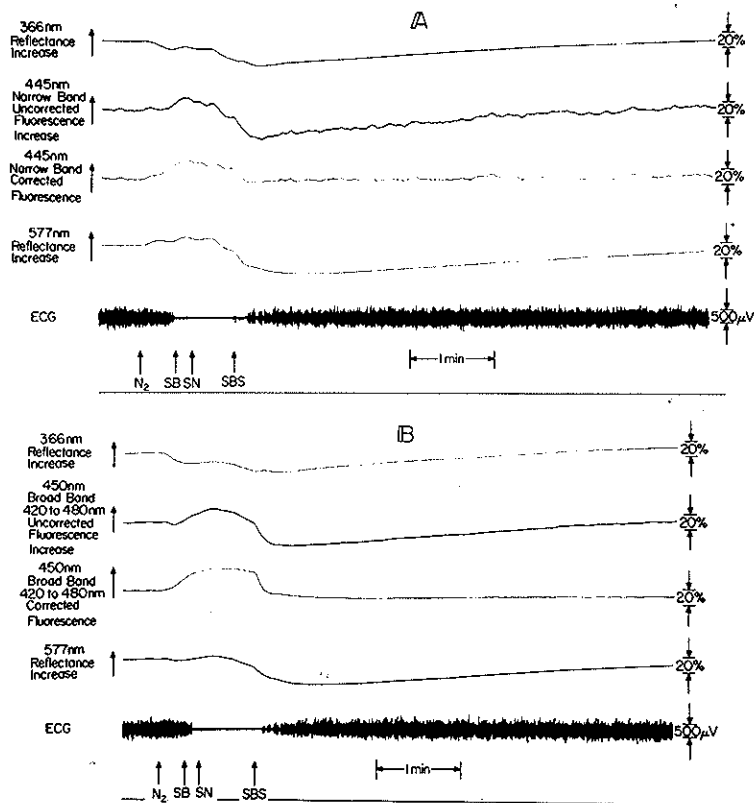 A
366nm
Reflectance
Increase
20%
445nm
Narrow Band
Uncorrected
Fluorescence
Increase
20%
445nm
Narrow Band
Corrected
Fluorescence
20%
577nm
Reflectance
Increase
20%
ECG
500μV
1min
N₂ SB SN SBS
B
366nm
Reflectance
Increase
20%
450nm
Broad Band
420 to 480nm
Uncorrected
Fluorescence
Increase
20%
450nm
Broad Band
420 to 480nm
Corrected
Fluorescence
20%
577nm
Reflectance
Increase
20%
ECG
500μV
1min
N₂ SB SN SBS